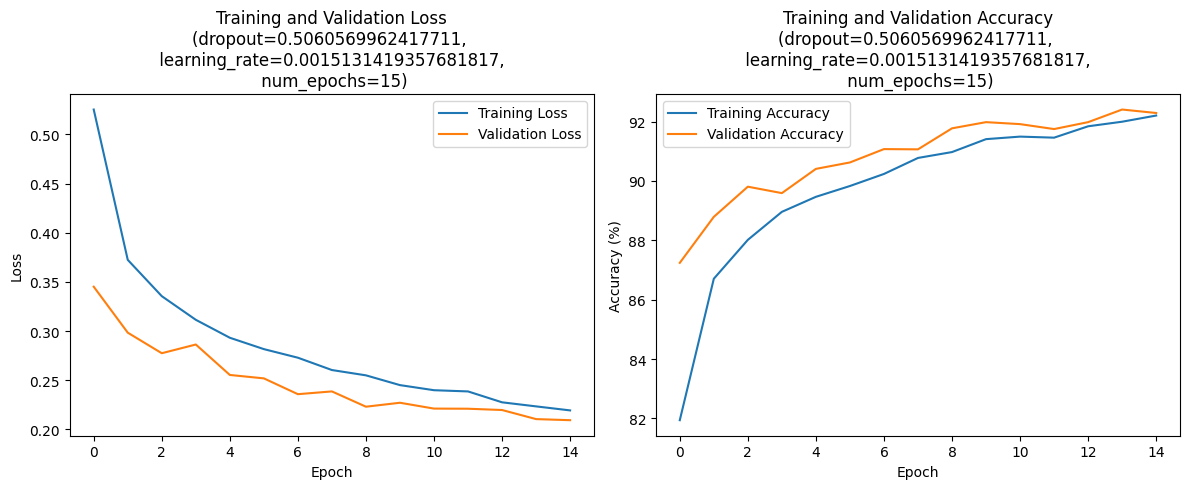 Training and Validation Loss
(dropout=0.5060569962417711,
learning_rate=0.0015131419357681817,
num_epochs=15)
Training Loss
Validation Loss
0.50
0.45
0.40
0.35
0.30
0.25
0.20
Loss
0 2 4 6 8 10 12 14
Epoch
Training and Validation Accuracy
(dropout=0.5060569962417711,
learning_rate=0.0015131419357681817,
num_epochs=15)
Training Accuracy
Validation Accuracy
92
90
88
86
84
82
Accuracy (%)
0 2 4 6 8 10 12 14
Epoch